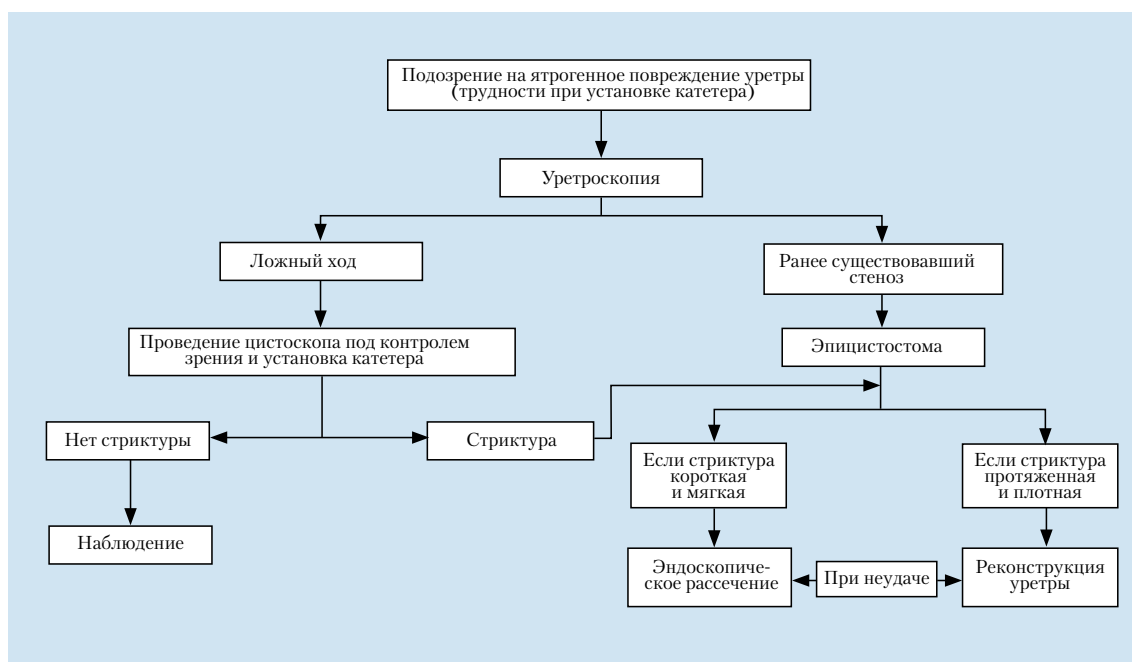 Подозрение на ятрогенное повреждение уретры
(трудности при установке катетера)
Уретроскопия
Ложный ход
Ранее существовавший
стеноз
Проведение цистоскопа под контролем
зрения и установка катетера
Эпицистостома
Нет стриктуры
Стриктура
Если стриктура
короткая
и мягкая
Если стриктура
протяженная
и плотная
Наблюдение
Эндоскопиче-
ское рассечение
При неудаче
Реконструкция
уретры